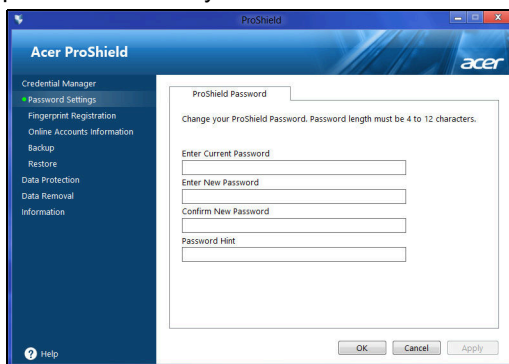 ProShield
Acer ProShield
acer
Credential Manager
Password Settings
Fingerprint Registration
Online Accounts Information
Backup
Restore
Data Protection
Data Removal
Information
Help
ProShield Password
Change your ProShield Password. Password length must be 4 to 12 characters.
Enter Current Password
Enter New Password
Confirm New Password
Password Hint
OK
Cancel
Apply